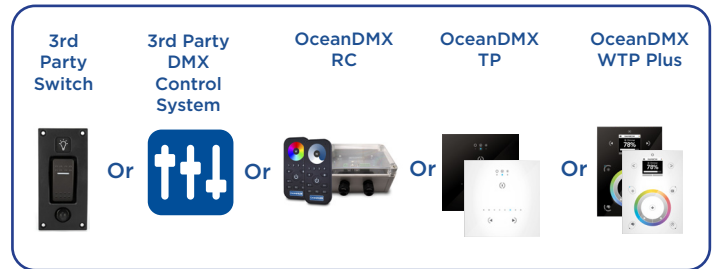 3rd
Party
Switch
3rd Party
DMX
Control
System
OceanDMX
RC
OceanDMX
TP
OceanDMX
WTP Plus
Or
Or
Or
Or
78%
78%